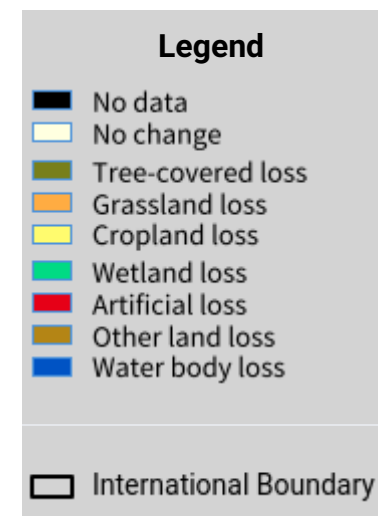 Legend
No data
No change
Tree-covered loss
Grassland loss
Cropland loss
Wetland loss
Artificial loss
Other land loss
Water body loss
International Boundary